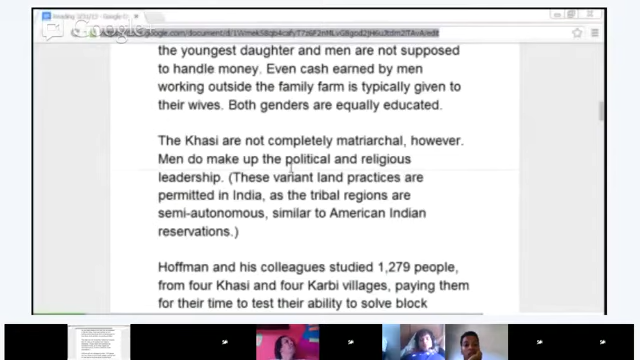 Google
the youngest daughter and men are not supposed
to handle money. Even cash earned by men
working outside the family farm is typically given to
their wives. Both genders are equally educated.
The Khasi are not completely matriarchal, however.
Men do make up the political and religious
leadership. (These variant land practices are
permitted in India, as the tribal regions are
semi-autonomous, similar to American Indian
reservations.)
Hoffman and his colleagues studied 1,279 people,
from four Khasi and four Karbi villages, paying them
for their time to test their ability to solve block